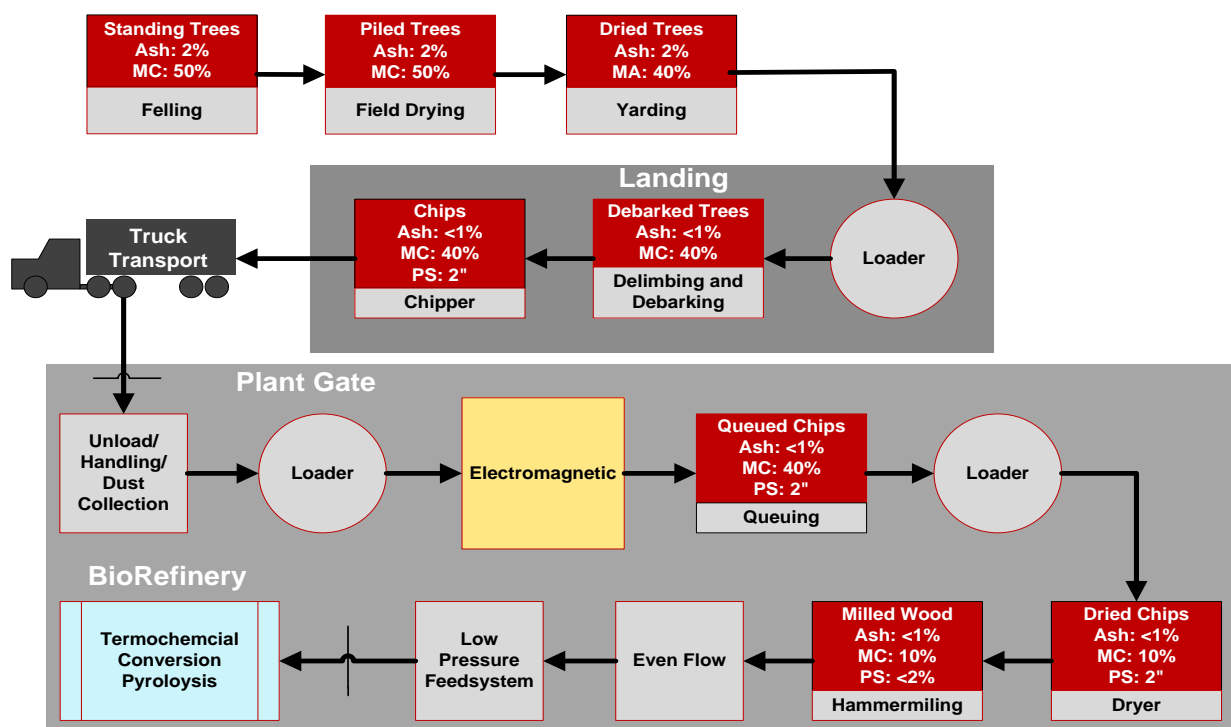 Standing Trees
Ash: 2%
MC: 50%
Felling
Piled Trees
Ash: 2%
MC: 50%
Field Drying
Dried Trees
Ash: 2%
MA: 40%
Yarding
Landing
Loader
Debarked Trees
Ash: <1%
MC: 40%
Delimbing and
Debarking
Chips
Ash: <1%
MC: 40%
PS: 2"
Chipper
Truck
Transport
Plant Gate
Unload/
Handling/
Dust
Collection
Loader
Electromagnetic
Queued Chips
Ash: <1%
MC: 40%
PS: 2"
Queuing
Loader
Dried Chips
Ash: <1%
MC: 10%
PS: 2"
Dryer
Milled Wood
Ash: <1%
MC: 10%
PS: <2%
Hammermiling
Even Flow
Low
Pressure
Feedsystem
BioRefinery
Termochemcial
Conversion
Pyroloysis